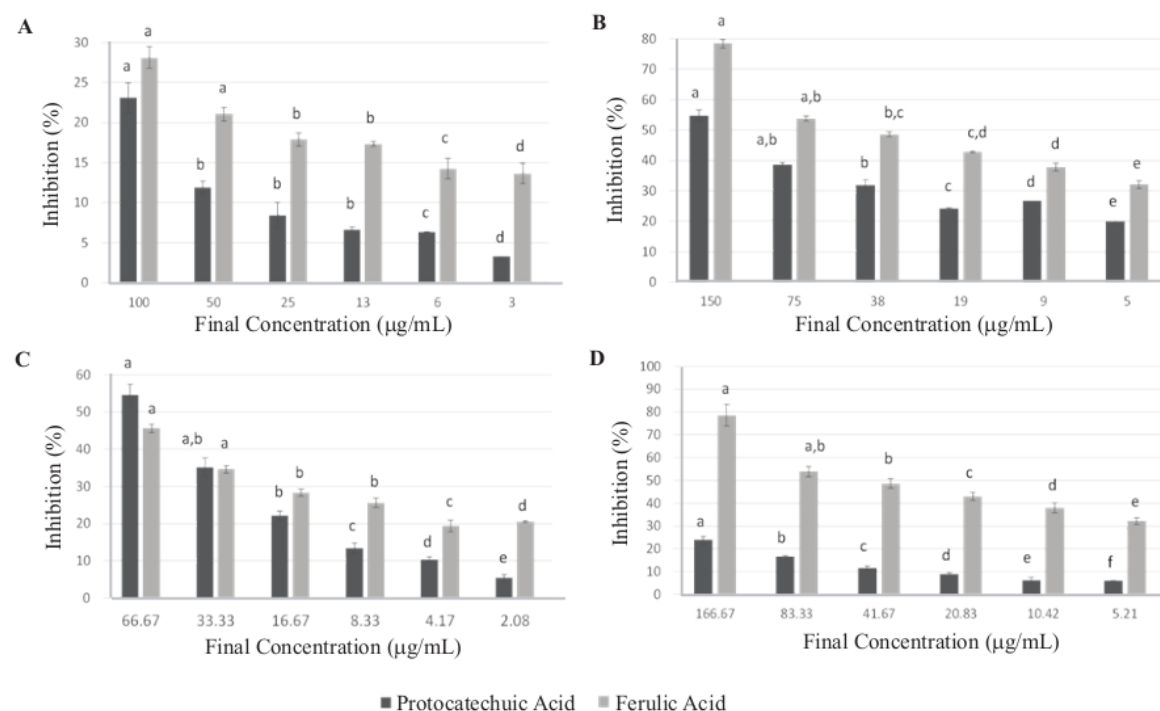 A
30
25
20
15
10
5
0
Inhibition (%)
a a
b a
b b
b b
c c
d d
100 50 25 13 6 3
Final Concentration (μg/mL)
B
80
70
60
50
40
30
20
10
0
Inhibition (%)
a a
a,b a,b
b b,c
c c,d
d d
e e
150 75 38 19 9 5
Final Concentration (μg/mL)
C
60
50
40
30
20
10
0
Inhibition (%)
a a
a,b a
b b
c b
d c
e d
66.67 33.33 16.67 8.33 4.17 2.08
Final Concentration (μg/mL)
D
100
90
80
70
60
50
40
30
20
10
0
Inhibition (%)
a a
b a,b
c b
d c
e d
f e
166.67 83.33 41.67 20.83 10.42 5.21
Final Concentration (μg/mL)
Protocatechuic Acid Ferulic Acid